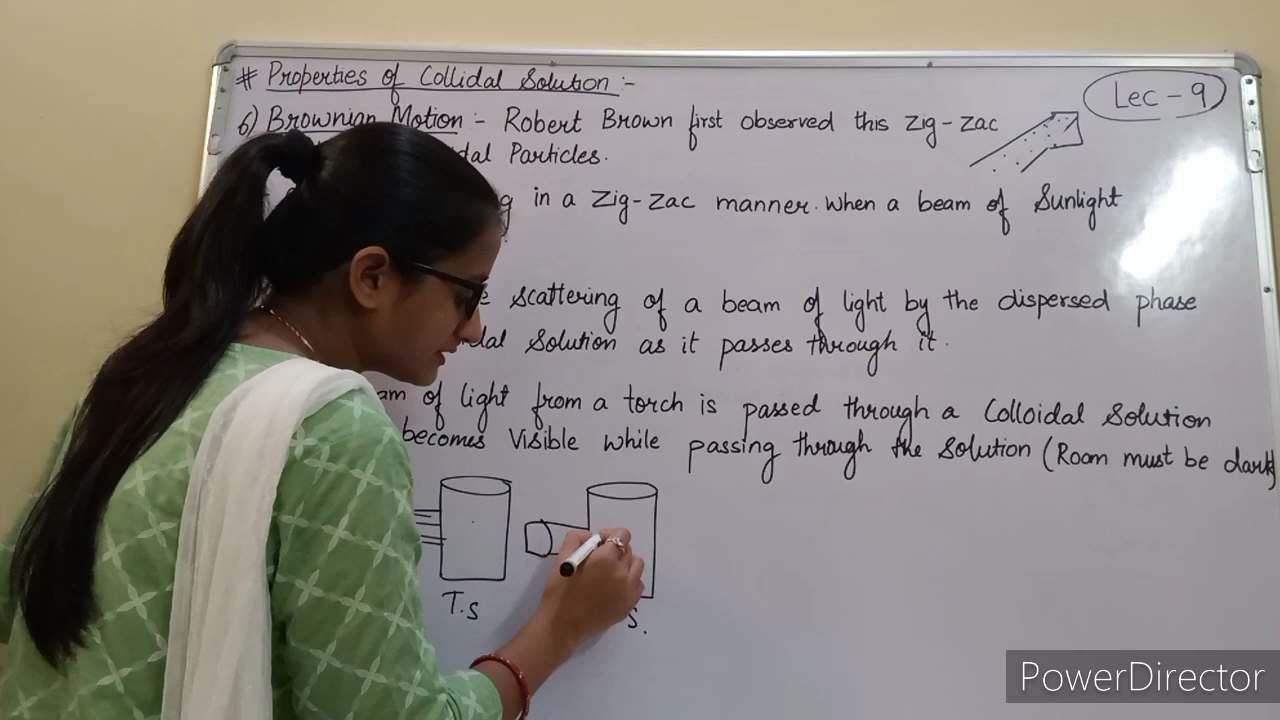 # Properties of Collidal Solution :-
Lec - 9
6) Brownian Motion :- Robert Brown first observed this Zig-Zac
Particles.
in a Zig-Zac manner. When a beam of Sunlight
scattering of a beam of light by the dispersed phase
Solution as it passes through it.
of light from a torch is passed through a Colloidal Solution
becomes Visible while passing through the Solution (Room must be dark)
T.S
S.
PowerDirector